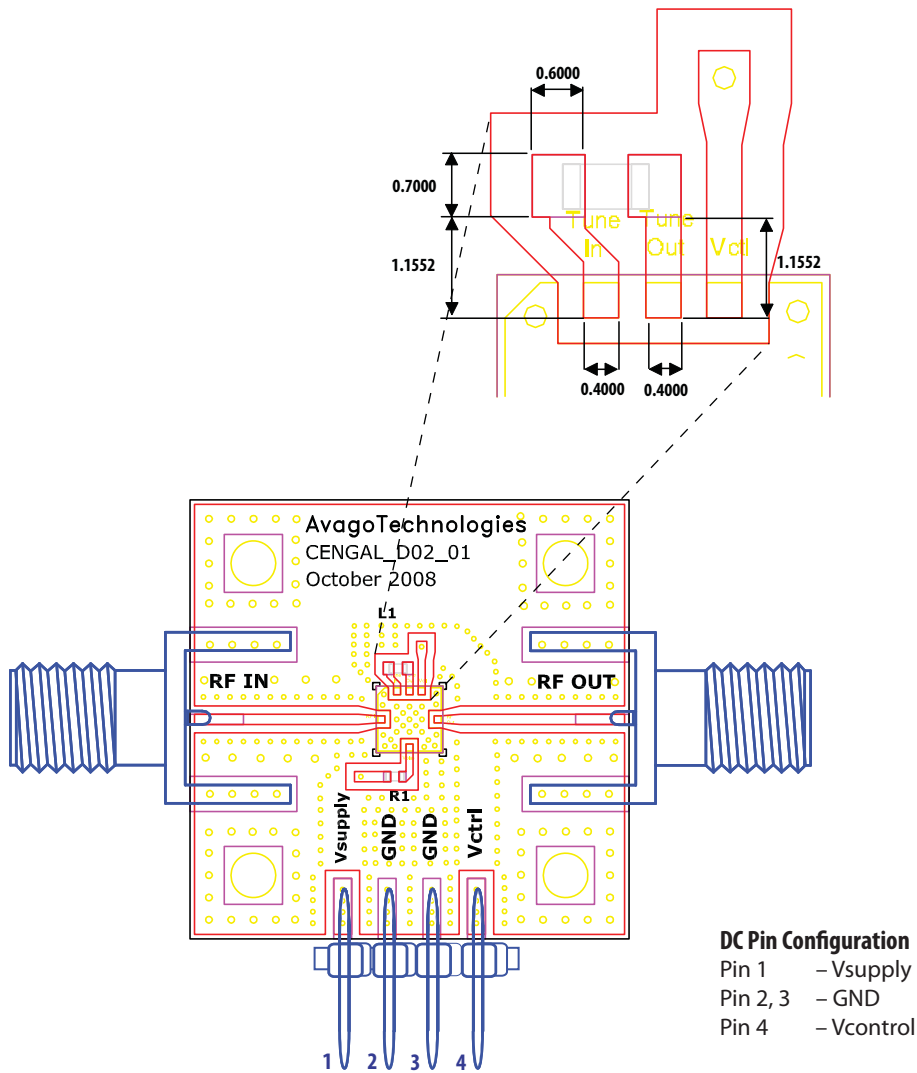 0.6000
0.7000
Tune In
Tune Out
Vctl
1.1552
1.1552
0.4000
0.4000
AvagoTechnologies
CENGAL_D02_01
October 2008
L1
RF IN
RF OUT
R1
Vsupply
GND
GND
Vctrl
DC Pin Configuration
Pin 1 – Vsupply
Pin 2, 3 – GND
Pin 4 – Vcontrol
1
2
3
4